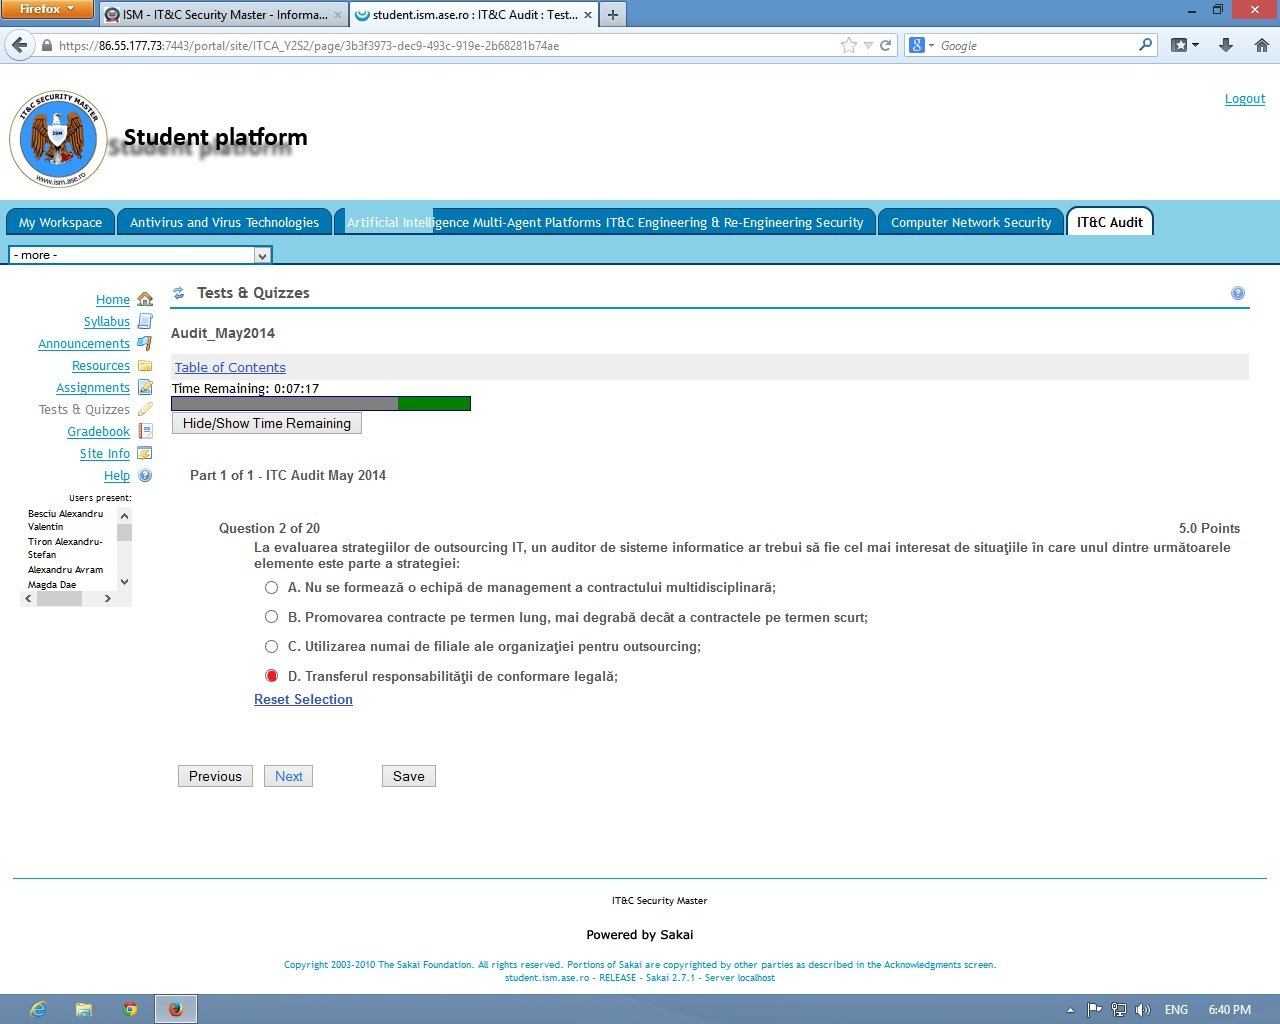 Firefox
ISM - IT&C Security Master - Informa...
student.ism.ase.ro : IT&C Audit : Test...
https://86.55.177.73:7443/portal/site/ITCA_Y2S2/page/3b3f3973-dec9-493c-919e-2b68281b74ae
Google
IT&C SECURITY MASTER
ISM
www.ism.ase.ro
Student platform
Logout
My Workspace
Antivirus and Virus Technologies
Artificial Intelligence Multi-Agent Platforms IT&C Engineering & Re-Engineering Security
Computer Network Security
IT&C Audit
- more -
Home
Syllabus
Announcements
Resources
Assignments
Tests & Quizzes
Gradebook
Site Info
Help
Users present:
Besciu Alexandru
Valentin
Tiron Alexandru-
Stefan
Alexandru Avram
Magda Dae
Tests & Quizzes
Audit_May2014
Table of Contents
Time Remaining: 0:07:17
Hide/Show Time Remaining
Part 1 of 1 - ITC Audit May 2014
Question 2 of 20
5.0 Points
La evaluarea strategiilor de outsourcing IT, un auditor de sisteme informatice ar trebui să fie cel mai interesat de situaţiile în care unul dintre următoarele
elemente este parte a strategiei:
A. Nu se formează o echipă de management a contractului multidisciplinară;
B. Promovarea contracte pe termen lung, mai degrabă decât a contractele pe termen scurt;
C. Utilizarea numai de filiale ale organizaţiei pentru outsourcing;
D. Transferul responsabilităţii de conformare legală;
Reset Selection
Previous
Next
Save
IT&C Security Master
Powered by Sakai
Copyright 2003-2010 The Sakai Foundation. All rights reserved. Portions of Sakai are copyrighted by other parties as described in the Acknowledgments screen.
student.ism.ase.ro - RELEASE - Sakai 2.7.1 - Server localhost
ENG
6:40 PM